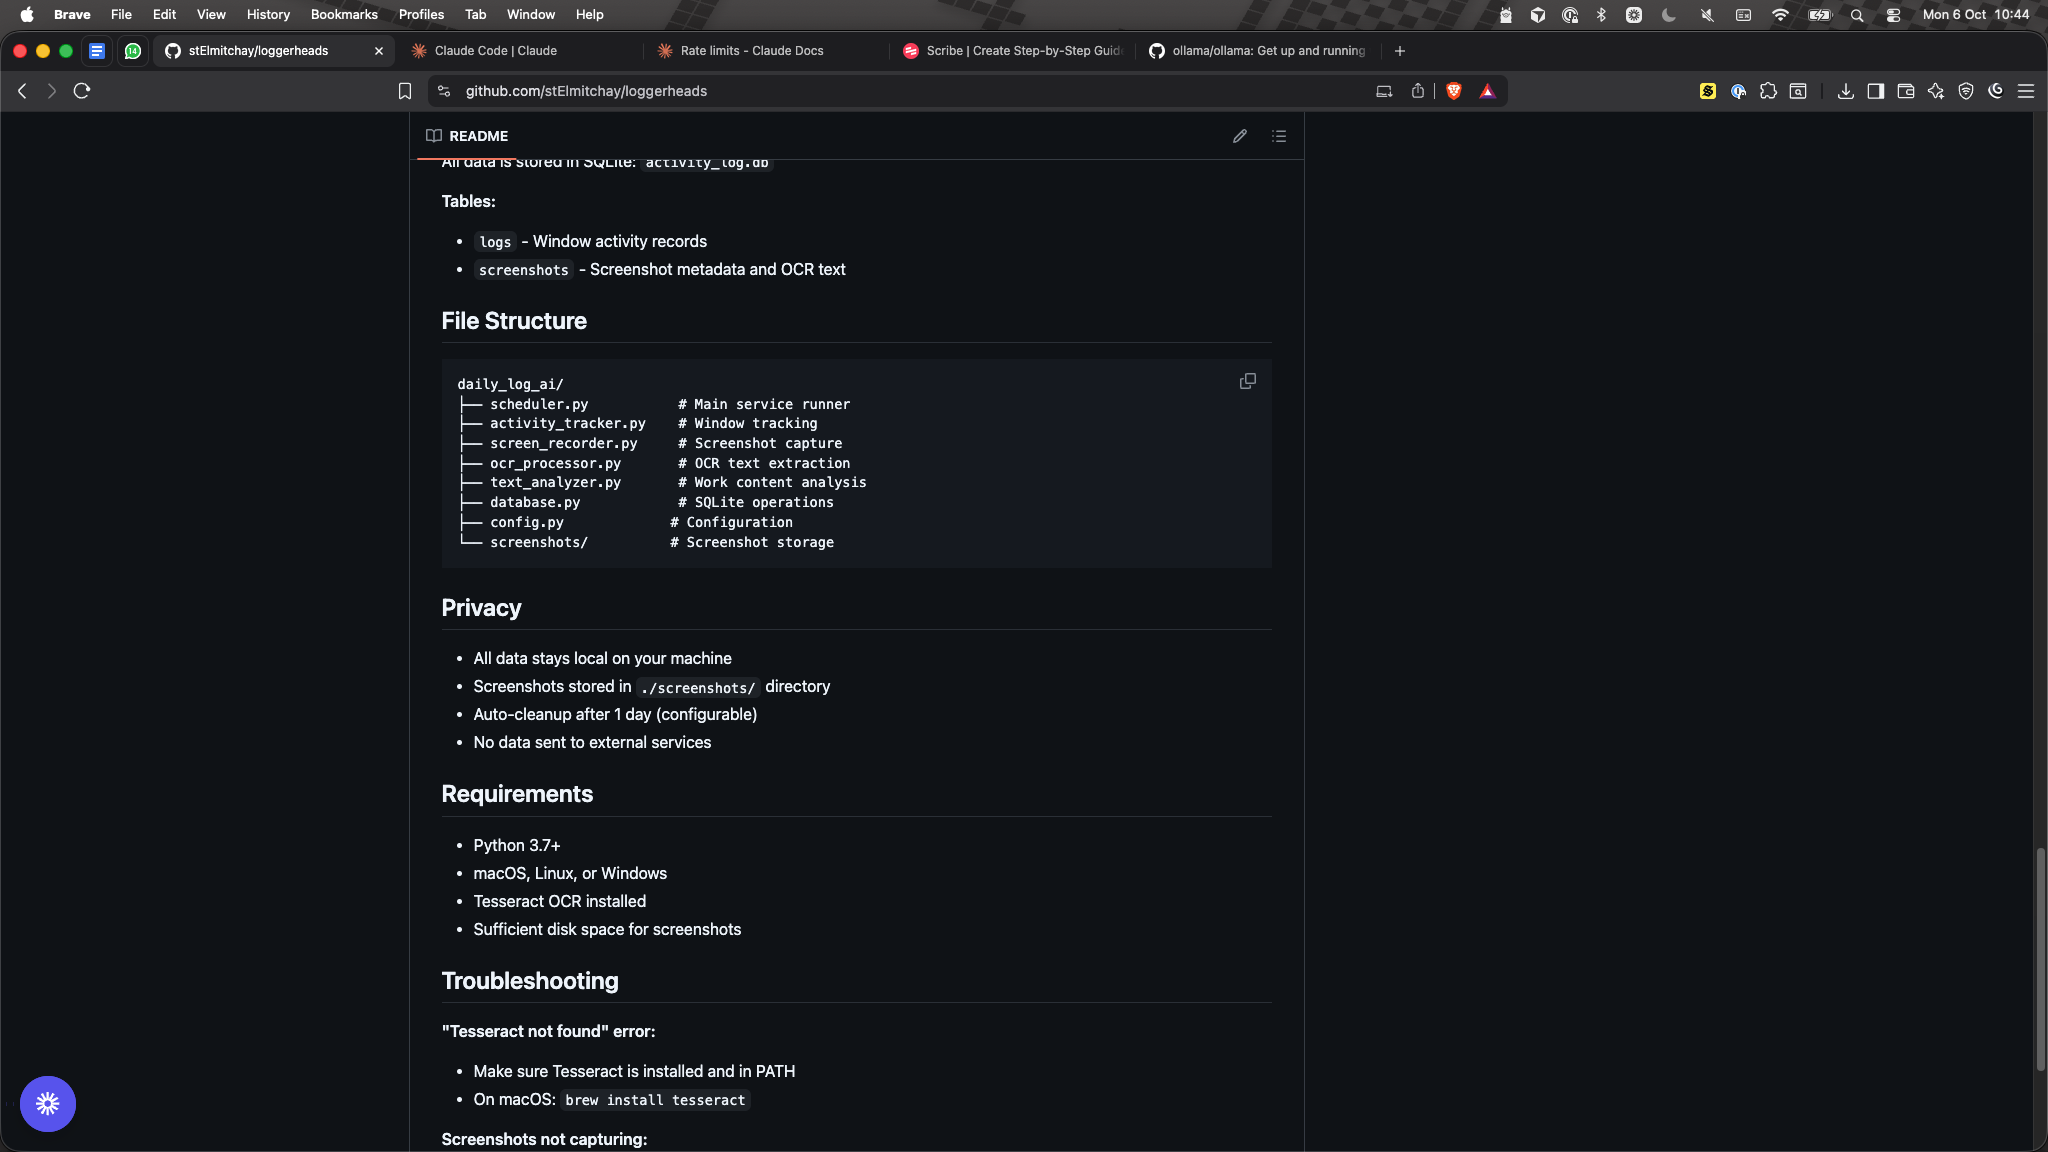 Brave File Edit View History Bookmarks Profiles Tab Window Help Mon 6 Oct 10:44
14 stElmitchay/loggerheads Claude Code | Claude Rate limits - Claude Docs Scribe | Create Step-by-Step Guid ollama/ollama: Get up and running
github.com/stElmitchay/loggerheads
README
All data is stored in SQLite: activity_log.db
Tables:
logs - Window activity records
screenshots - Screenshot metadata and OCR text
File Structure
daily_log_ai/
├── scheduler.py # Main service runner
├── activity_tracker.py # Window tracking
├── screen_recorder.py # Screenshot capture
├── ocr_processor.py # OCR text extraction
├── text_analyzer.py # Work content analysis
├── database.py # SQLite operations
├── config.py # Configuration
└── screenshots/ # Screenshot storage
Privacy
All data stays local on your machine
Screenshots stored in ./screenshots/ directory
Auto-cleanup after 1 day (configurable)
No data sent to external services
Requirements
Python 3.7+
macOS, Linux, or Windows
Tesseract OCR installed
Sufficient disk space for screenshots
Troubleshooting
"Tesseract not found" error:
Make sure Tesseract is installed and in PATH
On macOS: brew install tesseract
Screenshots not capturing: